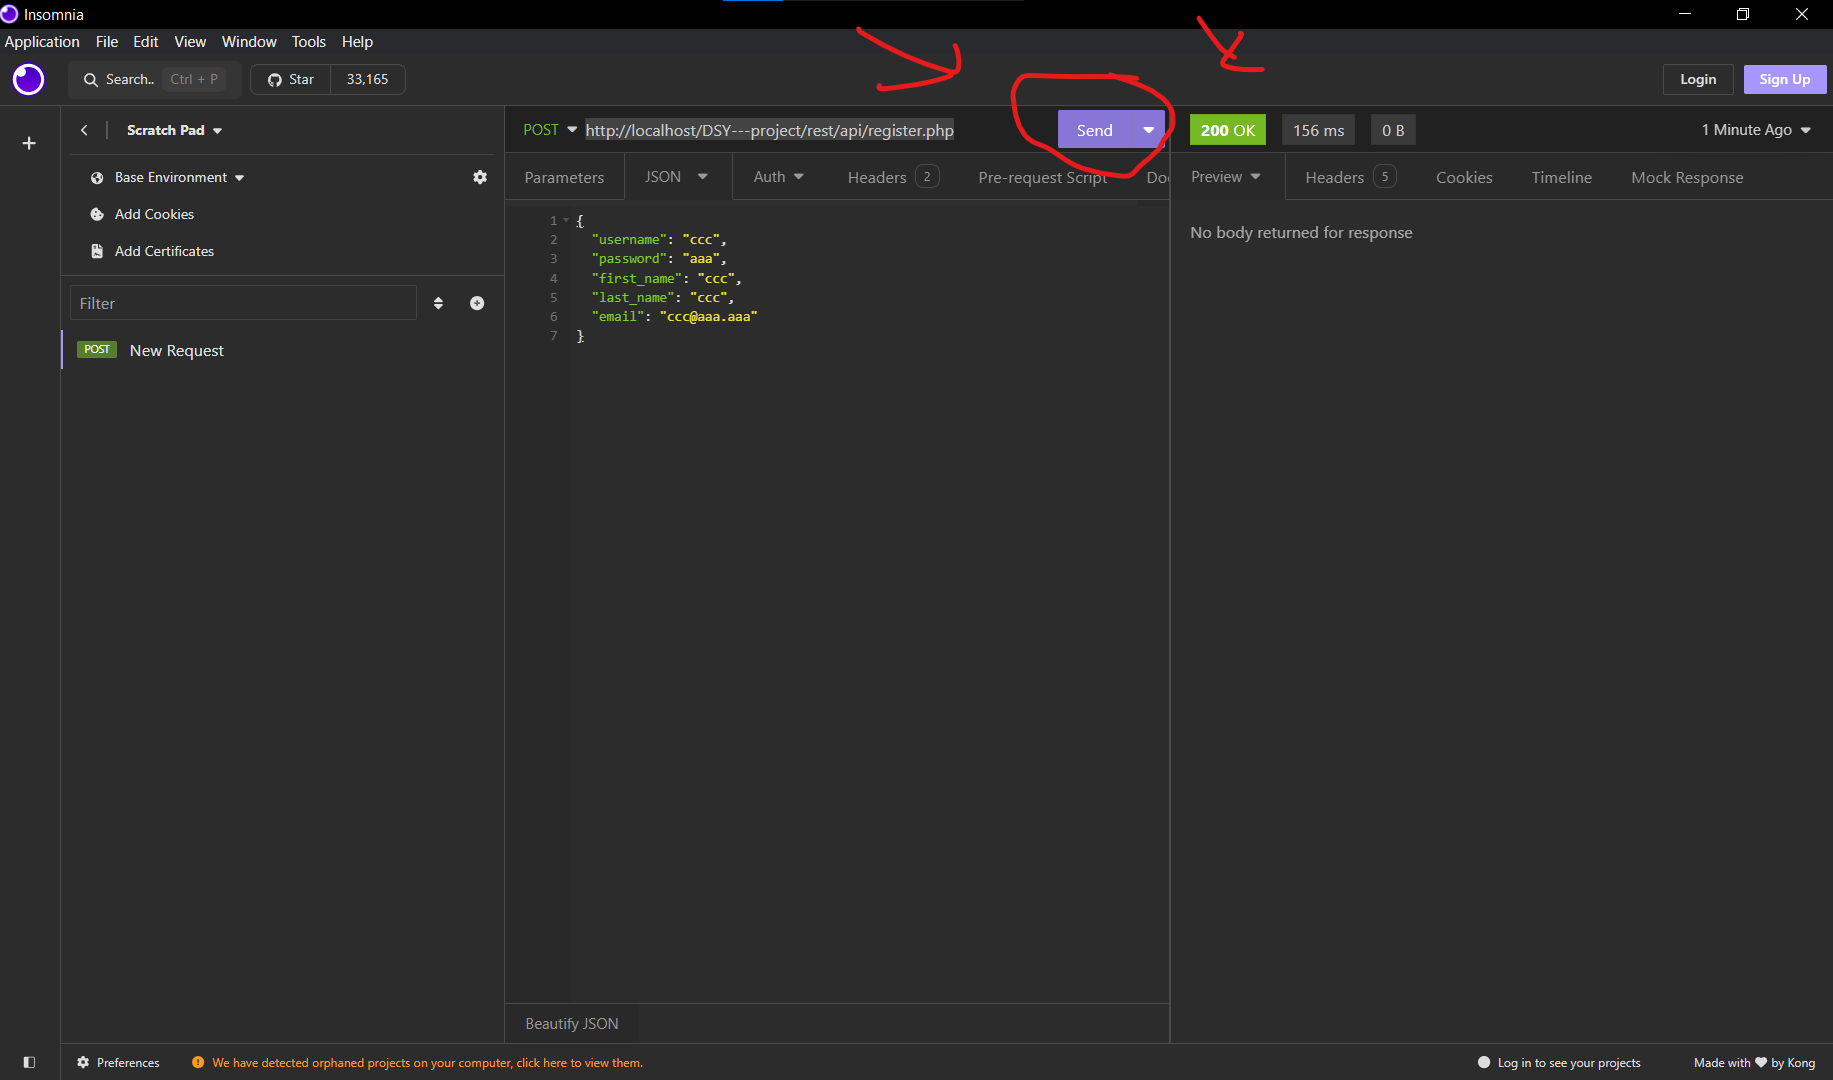 Insomnia
Application File Edit View Window Tools Help
Search.. Ctrl + P Star 33,165 Login Sign Up
Scratch Pad
POST http://localhost/DSY---project/rest/api/register.php Send 200 OK 156 ms 0 B 1 Minute Ago
Base Environment
Parameters JSON Auth Headers 2 Pre-request Script Do
Preview Headers 5 Cookies Timeline Mock Response
Add Cookies
Add Certificates
Filter
POST New Request
1 {
2 "username": "ccc",
3 "password": "aaa",
4 "first_name": "ccc",
5 "last_name": "ccc",
6 "email": "ccc@aaa.aaa"
7 }
No body returned for response
Beautify JSON
Preferences We have detected orphaned projects on your computer, click here to view them. Log in to see your projects Made with ♥ by Kong